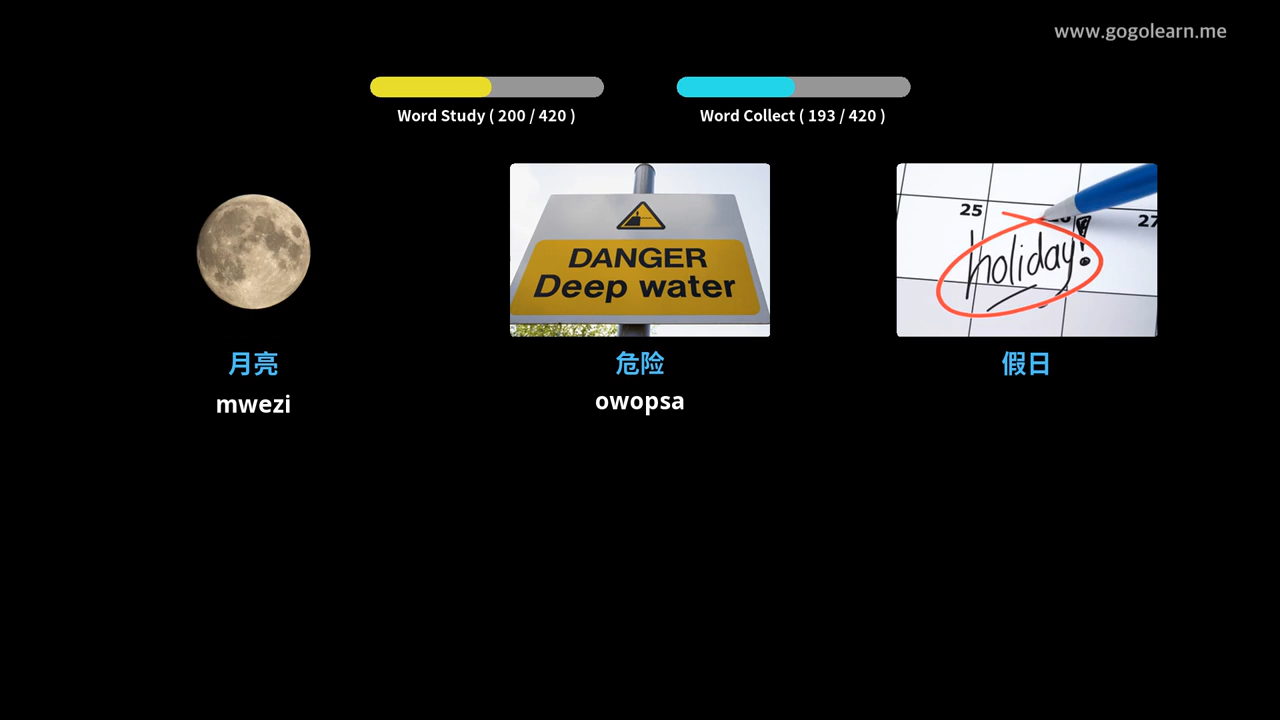 www.gogolearn.me
Word Study ( 200 / 420 )
Word Collect ( 193 / 420 )
DANGER
Deep water
25
27
holiday!
月亮
危险
假日
mwezi
owopsa